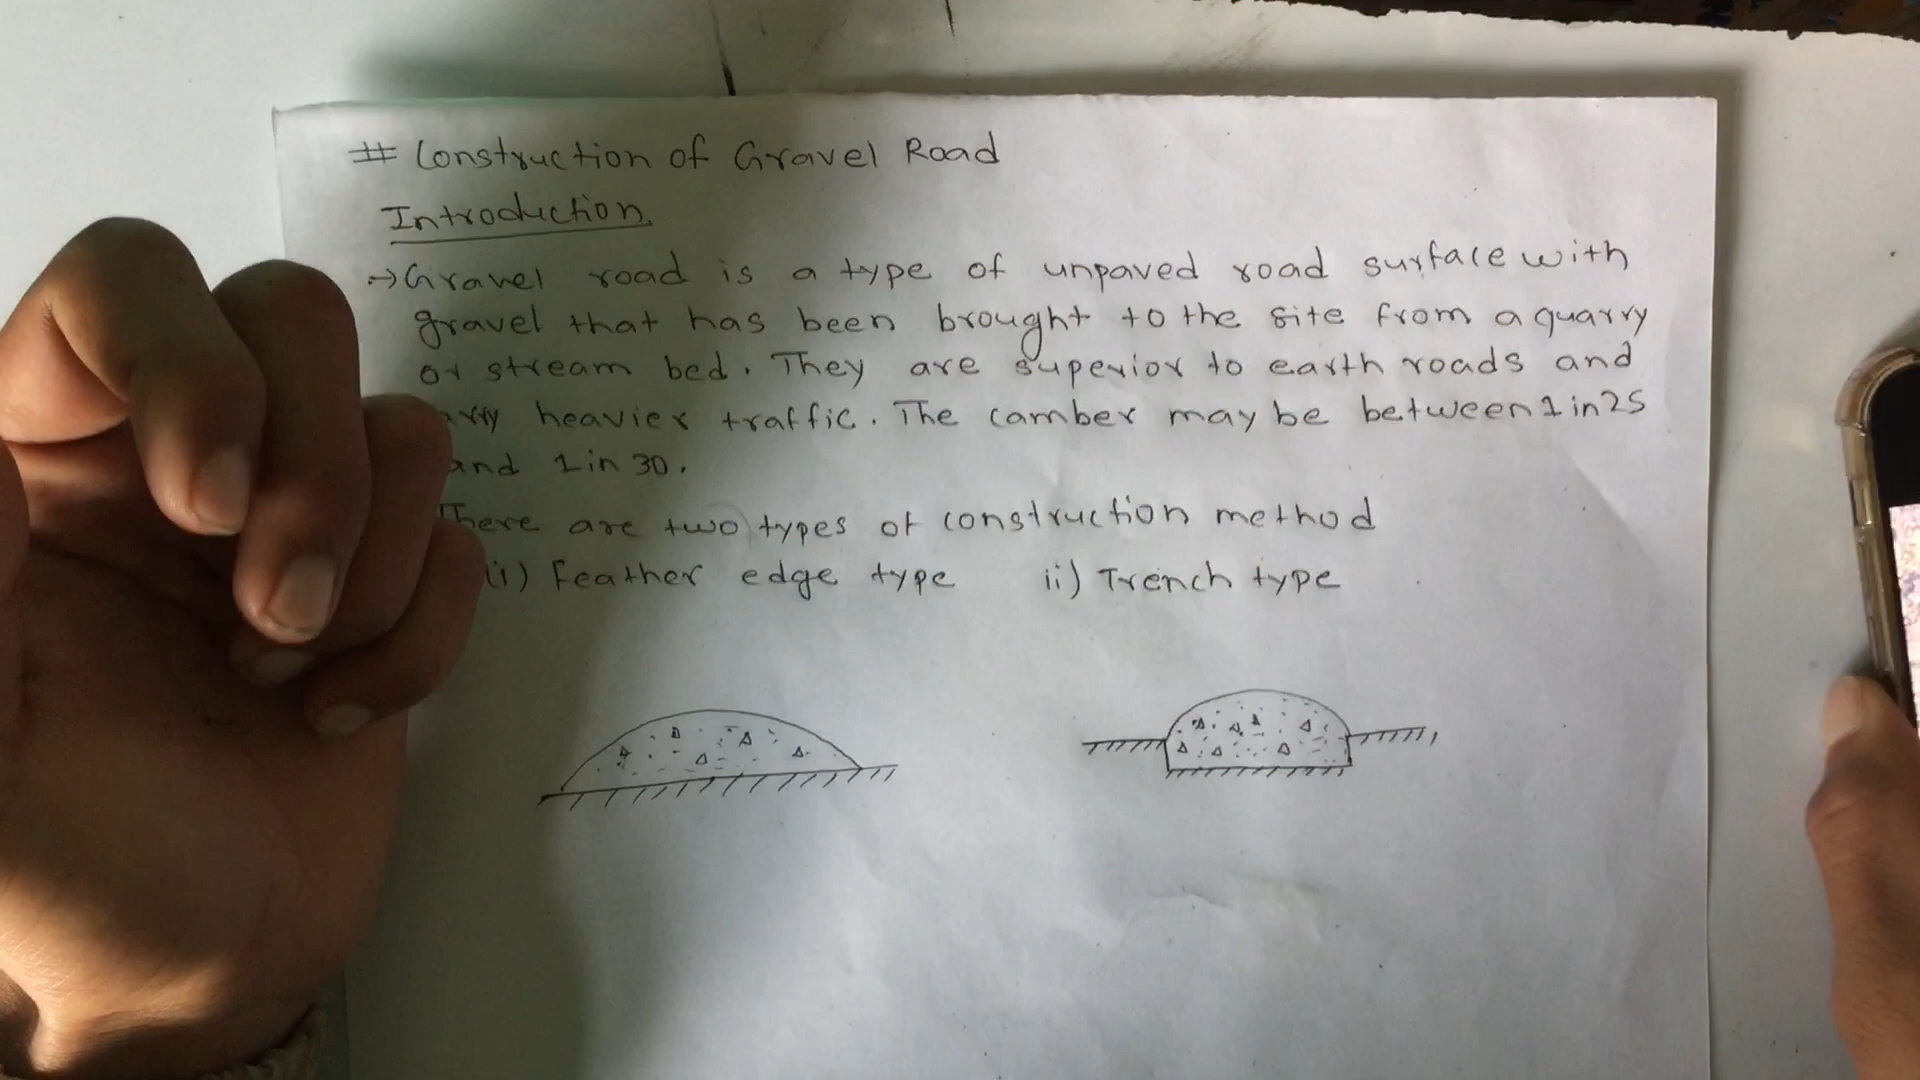 # Construction of Gravel Road
Introduction
→ Gravel road is a type of unpaved road surface with
gravel that has been brought to the site from a quarry
or stream bed. They are superior to earth roads and
heavier traffic. The camber may be between 1 in 25
and 1 in 30.
There are two types of construction method
(i) Feather edge type ii) Trench type